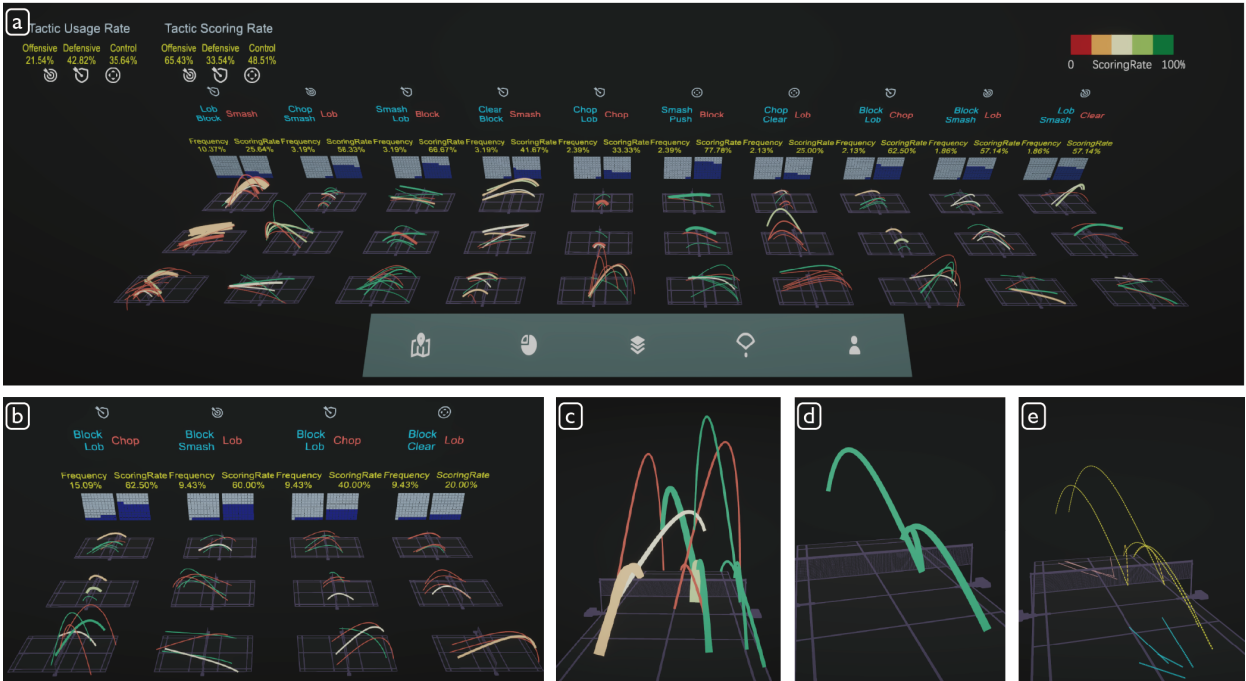 a
Tactic Usage Rate Tactic Scoring Rate
Offensive Defensive Control Offensive Defensive Control
21.54% 42.82% 35.64% 65.43% 33.54% 48.51%
0 ScoringRate 100%
Lob Block Smash
Chop Smash Lob
Smash Lob Block
Clear Block Smash
Chop Lob Chop
Smash Push Block
Chop Clear Lob
Block Lob Chop
Block Smash Lob
Lob Smash Clear
Frequency ScoringRate Frequency ScoringRate Frequency ScoringRate Frequency ScoringRate Frequency ScoringRate Frequency ScoringRate Frequency ScoringRate Frequency ScoringRate Frequency ScoringRate Frequency ScoringRate
10.37% 25.64% 3.19% 58.33% 3.19% 66.67% 3.19% 41.67% 2.39% 33.33% 2.39% 77.78% 2.13% 25.00% 2.13% 62.50% 1.86% 57.14% 1.86% 57.14%
b
Block Lob Chop
Block Smash Lob
Block Lob Chop
Block Clear Lob
Frequency ScoringRate Frequency ScoringRate Frequency ScoringRate Frequency ScoringRate
15.09% 62.50% 9.43% 60.00% 9.43% 40.00% 9.43% 20.00%
c
d
e